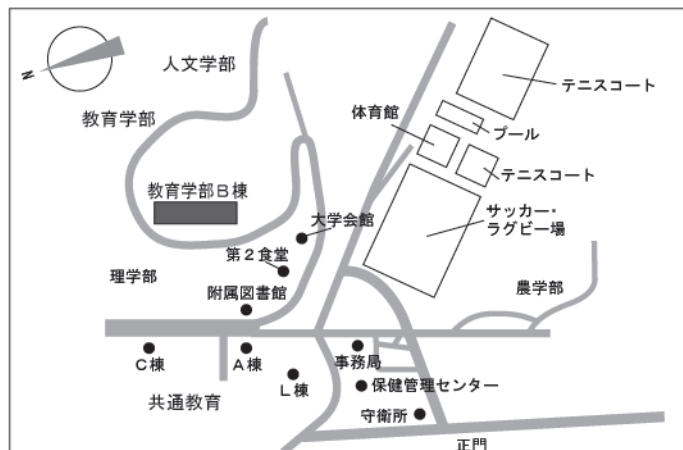 N
人文学部
教育学部
テニスコート
体育館
プール
教育学部B棟
テニスコート
大学会館
サッカー・
ラグビー場
第2食堂
理学部
農学部
附属図書館
C棟
A棟
事務局
L棟
保健管理センター
共通教育
守衛所
正門